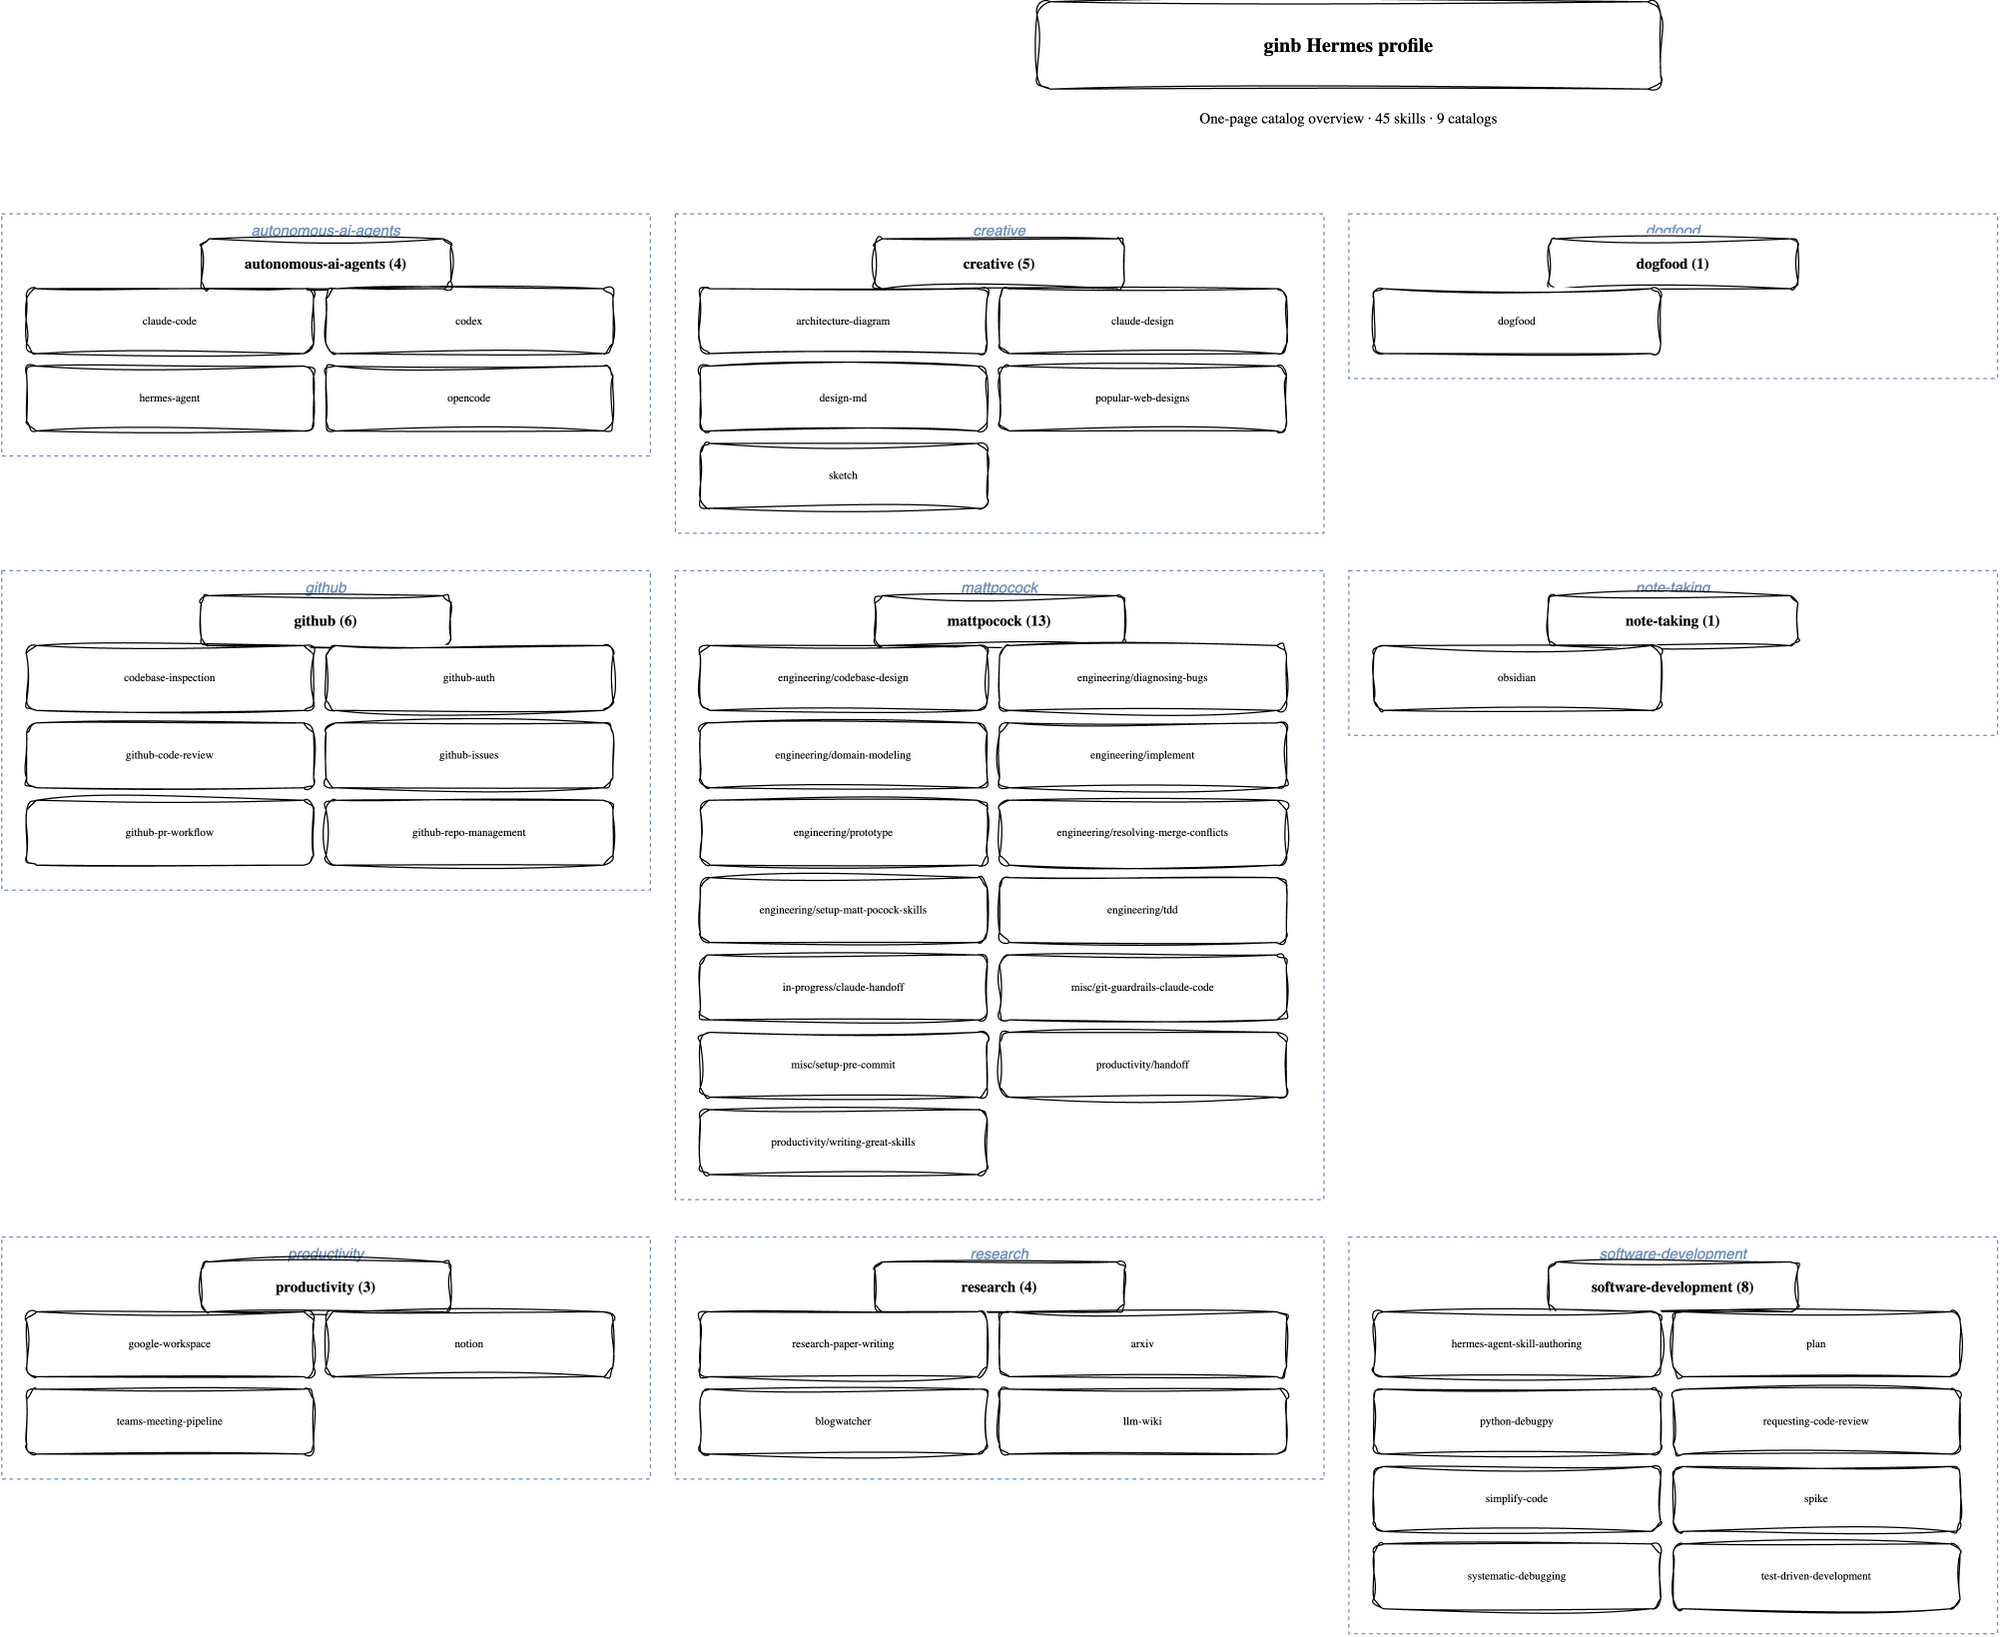 ginb Hermes profile
One-page catalog overview · 45 skills · 9 catalogs
autonomous-ai-agents
autonomous-ai-agents (4)
claude-code
codex
hermes-agent
opencode
creative
creative (5)
architecture-diagram
claude-design
design-md
popular-web-designs
sketch
dogfood
dogfood (1)
dogfood
github
github (6)
codebase-inspection
github-auth
github-code-review
github-issues
github-pr-workflow
github-repo-management
mattpocock
mattpocock (13)
engineering/codebase-design
engineering/diagnosing-bugs
engineering/domain-modeling
engineering/implement
engineering/prototype
engineering/resolving-merge-conflicts
engineering/setup-matt-pocock-skills
engineering/tdd
in-progress/claude-handoff
misc/git-guardrails-claude-code
misc/setup-pre-commit
productivity/handoff
productivity/writing-great-skills
note-taking
note-taking (1)
obsidian
productivity
productivity (3)
google-workspace
notion
teams-meeting-pipeline
research
research (4)
research-paper-writing
arxiv
blogwatcher
llm-wiki
software-development
software-development (8)
hermes-agent-skill-authoring
plan
python-debugpy
requesting-code-review
simplify-code
spike
systematic-debugging
test-driven-development